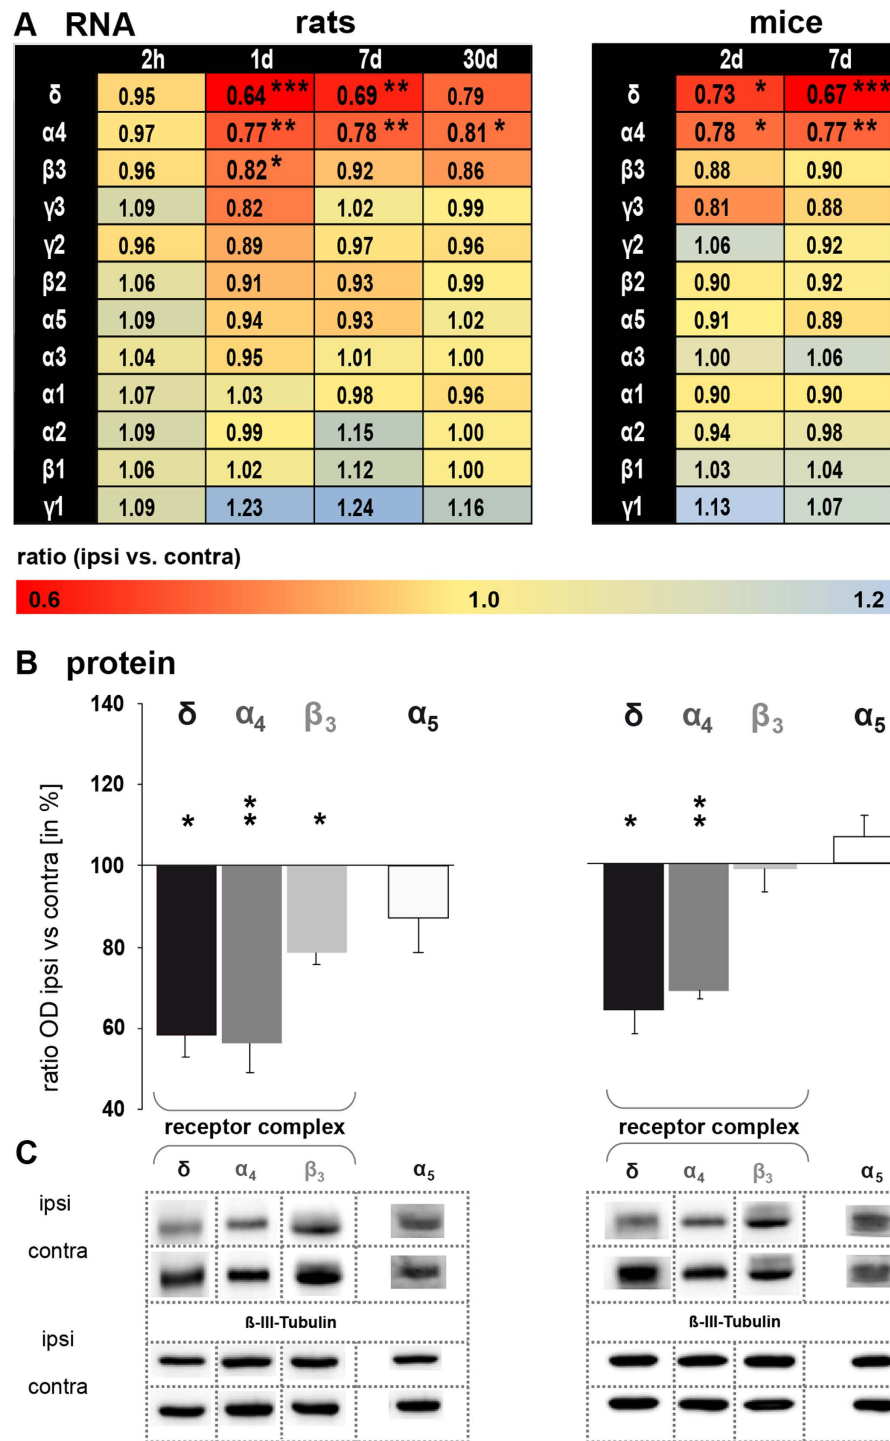 A RNA rats mice
2h 1d 7d 30d 2d 7d
δ 0.95 0.64 *** 0.69 ** 0.79 δ 0.73 * 0.67 ***
α4 0.97 0.77 ** 0.78 ** 0.81 * α4 0.78 * 0.77 **
β3 0.96 0.82 * 0.92 0.86 β3 0.88 0.90
γ3 1.09 0.82 1.02 0.99 γ3 0.81 0.88
γ2 0.96 0.89 0.97 0.96 γ2 1.06 0.92
β2 1.06 0.91 0.93 0.99 β2 0.90 0.92
α5 1.09 0.94 0.93 1.02 α5 0.91 0.89
α3 1.04 0.95 1.01 1.00 α3 1.00 1.06
α1 1.07 1.03 0.98 0.96 α1 0.90 0.90
α2 1.09 0.99 1.15 1.00 α2 0.94 0.98
β1 1.06 1.02 1.12 1.00 β1 1.03 1.04
γ1 1.09 1.23 1.24 1.16 γ1 1.13 1.07
ratio (ipsi vs. contra)
0.6 1.0 1.2
B protein
ratio OD ipsi vs contra [in %]
140
120
100
80
60
40
δ α4 β3 α5 δ α4 β3 α5
* ** * * **
receptor complex receptor complex
C
δ α4 β3 α5 δ α4 β3 α5
ipsi
contra
ß-III-Tubulin ß-III-Tubulin
ipsi
contra